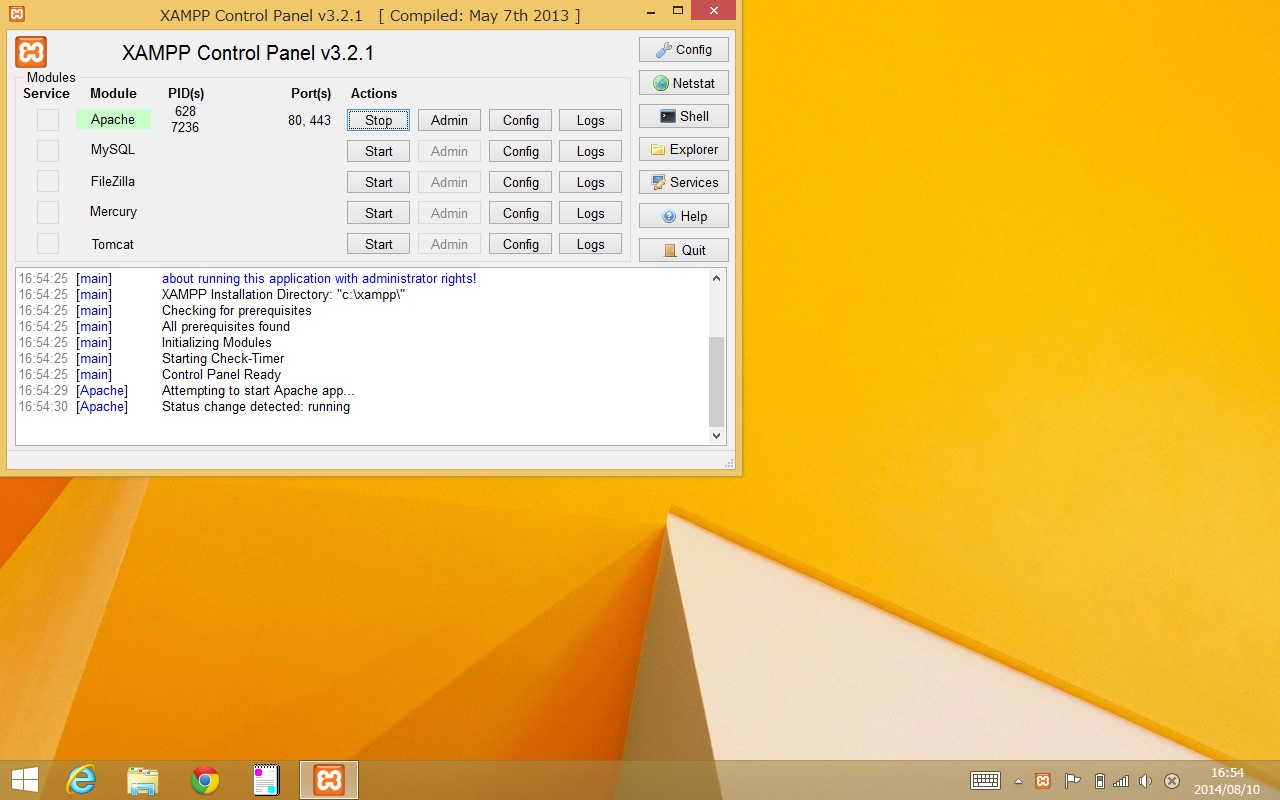 XAMPP Control Panel v3.2.1 [ Compiled: May 7th 2013 ]
XAMPP Control Panel v3.2.1
Config
Modules
Service Module PID(s) Port(s) Actions
Netstat
Apache 628 7236 80, 443 Stop Admin Config Logs
Shell
MySQL Start Admin Config Logs
Explorer
FileZilla Start Admin Config Logs
Services
Mercury Start Admin Config Logs
Help
Tomcat Start Admin Config Logs
Quit
16:54:25 [main] about running this application with administrator rights!
16:54:25 [main] XAMPP Installation Directory: "c:\xampp\"
16:54:25 [main] Checking for prerequisites
16:54:25 [main] All prerequisites found
16:54:25 [main] Initializing Modules
16:54:25 [main] Starting Check-Timer
16:54:25 [main] Control Panel Ready
16:54:29 [Apache] Attempting to start Apache app...
16:54:30 [Apache] Status change detected: running
16:54
2014/08/10